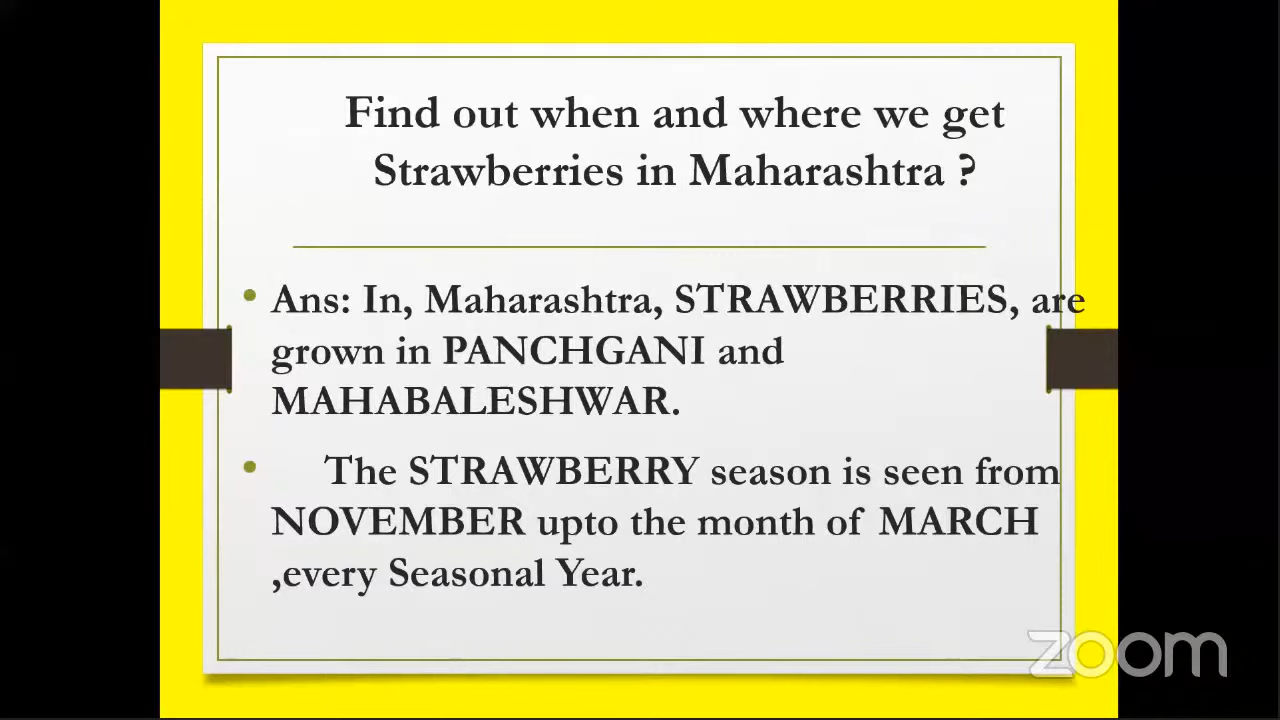 Find out when and where we get
Strawberries in Maharashtra ?
• Ans: In, Maharashtra, STRAWBERRIES, are
grown in PANCHGANI and
MAHABALESHWAR.
• The STRAWBERRY season is seen from
NOVEMBER upto the month of MARCH
,every Seasonal Year.
zoom